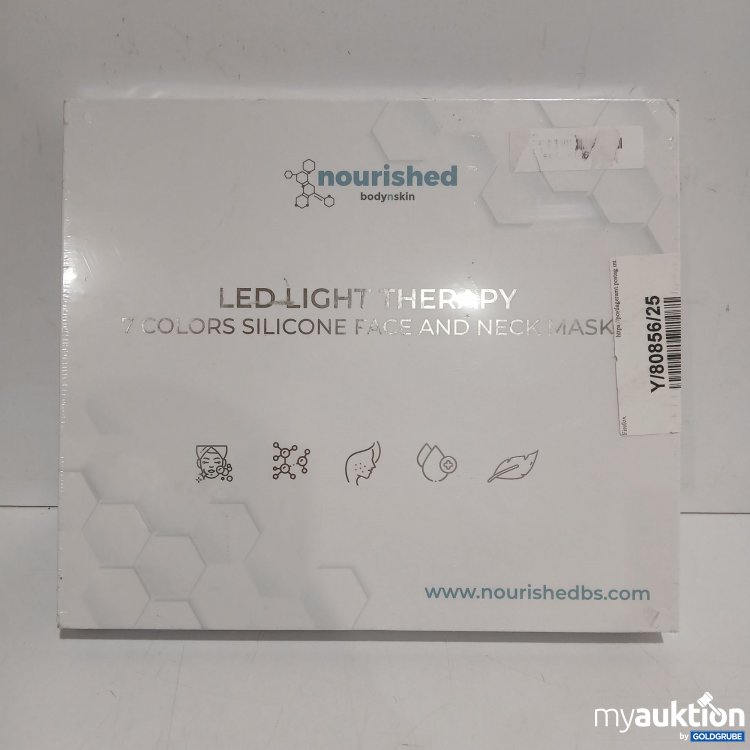 nourished
bodynskin
LED LIGHT THERAPY
7 COLORS SILICONE FACE AND NECK MASK
Firefox
Y/80856/25
www.nourishedbs.com
myauktion
by GOLDGRUBE